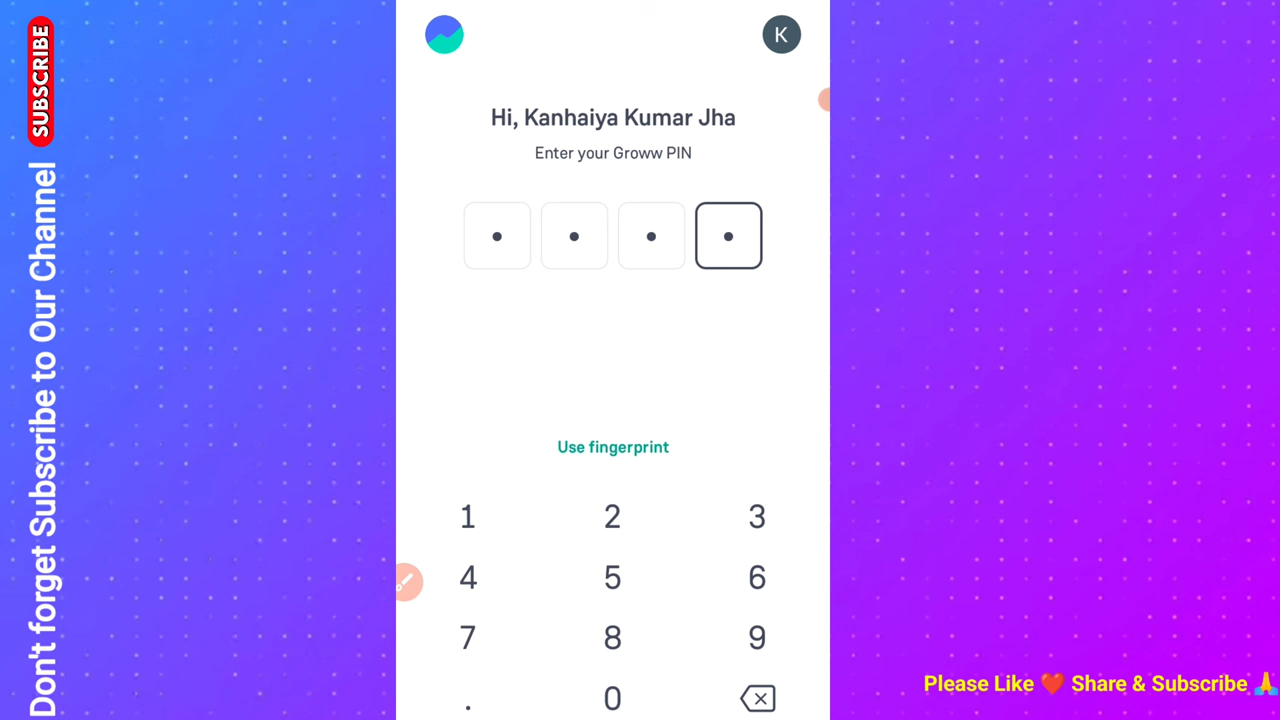 SUBSCRIBE
Don't forget Subscribe to Our Channel
K
Hi, Kanhaiya Kumar Jha
Enter your Groww PIN
Use fingerprint
1 2 3
4 5 6
7 8 9
. 0
Please Like ❤️ Share & Subscribe 🙏